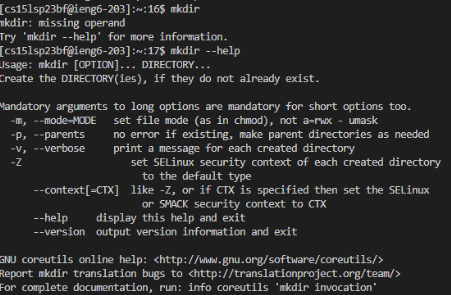 [cs15lsp23bf@ieng6-203]:~:16$ mkdir
mkdir: missing operand
Try 'mkdir --help' for more information.
[cs15lsp23bf@ieng6-203]:~:17$ mkdir --help
Usage: mkdir [OPTION]... DIRECTORY...
Create the DIRECTORY(ies), if they do not already exist.

Mandatory arguments to long options are mandatory for short options too.
  -m, --mode=MODE   set file mode (as in chmod), not a=rwx - umask
  -p, --parents     no error if existing, make parent directories as needed
  -v, --verbose     print a message for each created directory
  -Z                   set SELinux security context of each created directory
                         to the default type
      --context[=CTX]  like -Z, or if CTX is specified then set the SELinux
                         or SMACK security context to CTX
      --help     display this help and exit
      --version  output version information and exit

GNU coreutils online help: <http://www.gnu.org/software/coreutils/>
Report mkdir translation bugs to <http://translationproject.org/team/>
For complete documentation, run: info coreutils 'mkdir invocation'